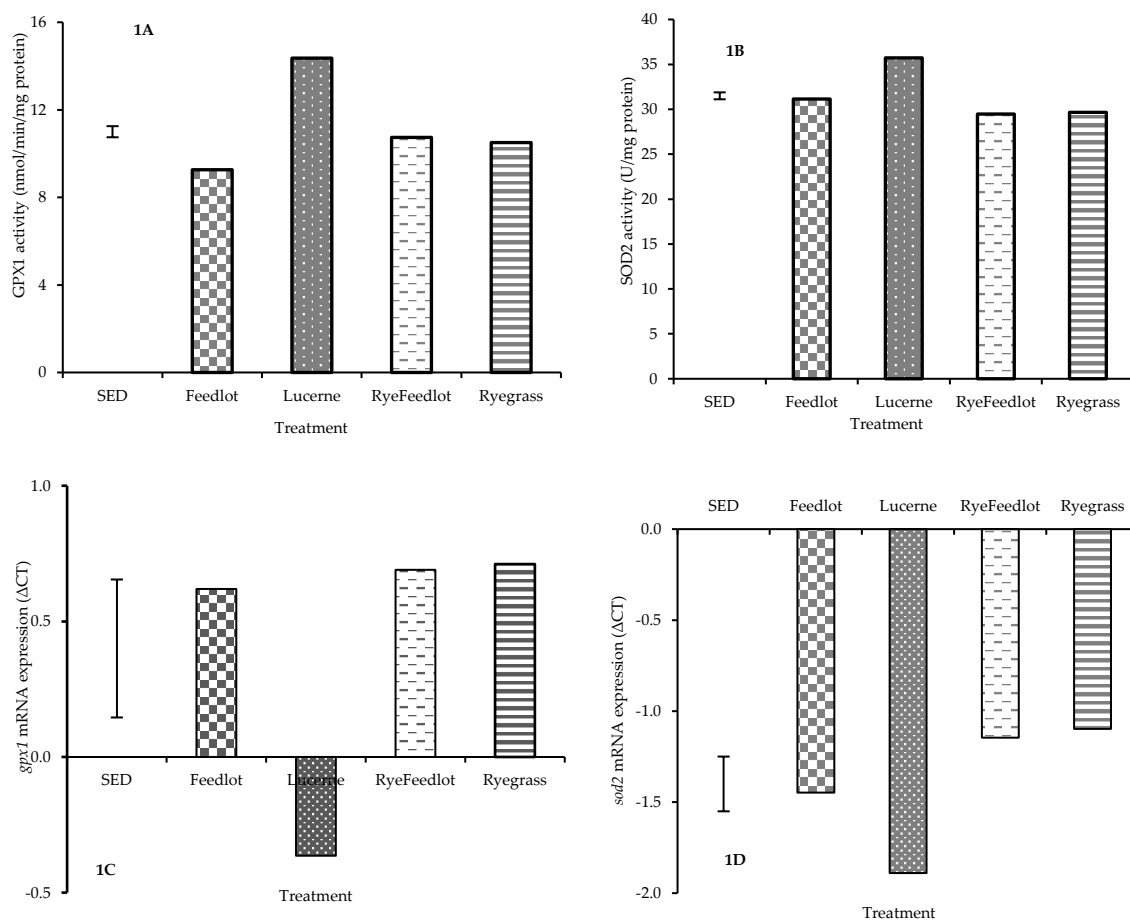 1A
GPX1 activity (nmol/min/mg protein)
16
12
8
4
0
SED Feedlot Lucerne RyeFeedlot Ryegrass
Treatment
1B
SOD2 activity (U/mg protein)
40
35
30
25
20
15
10
5
0
SED Feedlot Lucerne RyeFeedlot Ryegrass
Treatment
1C
gpx1 mRNA expression (ΔCT)
1.0
0.5
0.0
-0.5
SED Feedlot Lucerne RyeFeedlot Ryegrass
Treatment
SED Feedlot Lucerne RyeFeedlot Ryegrass
sod2 mRNA expression (ΔCT)
0.0
-0.5
-1.0
-1.5
-2.0
1D
Treatment